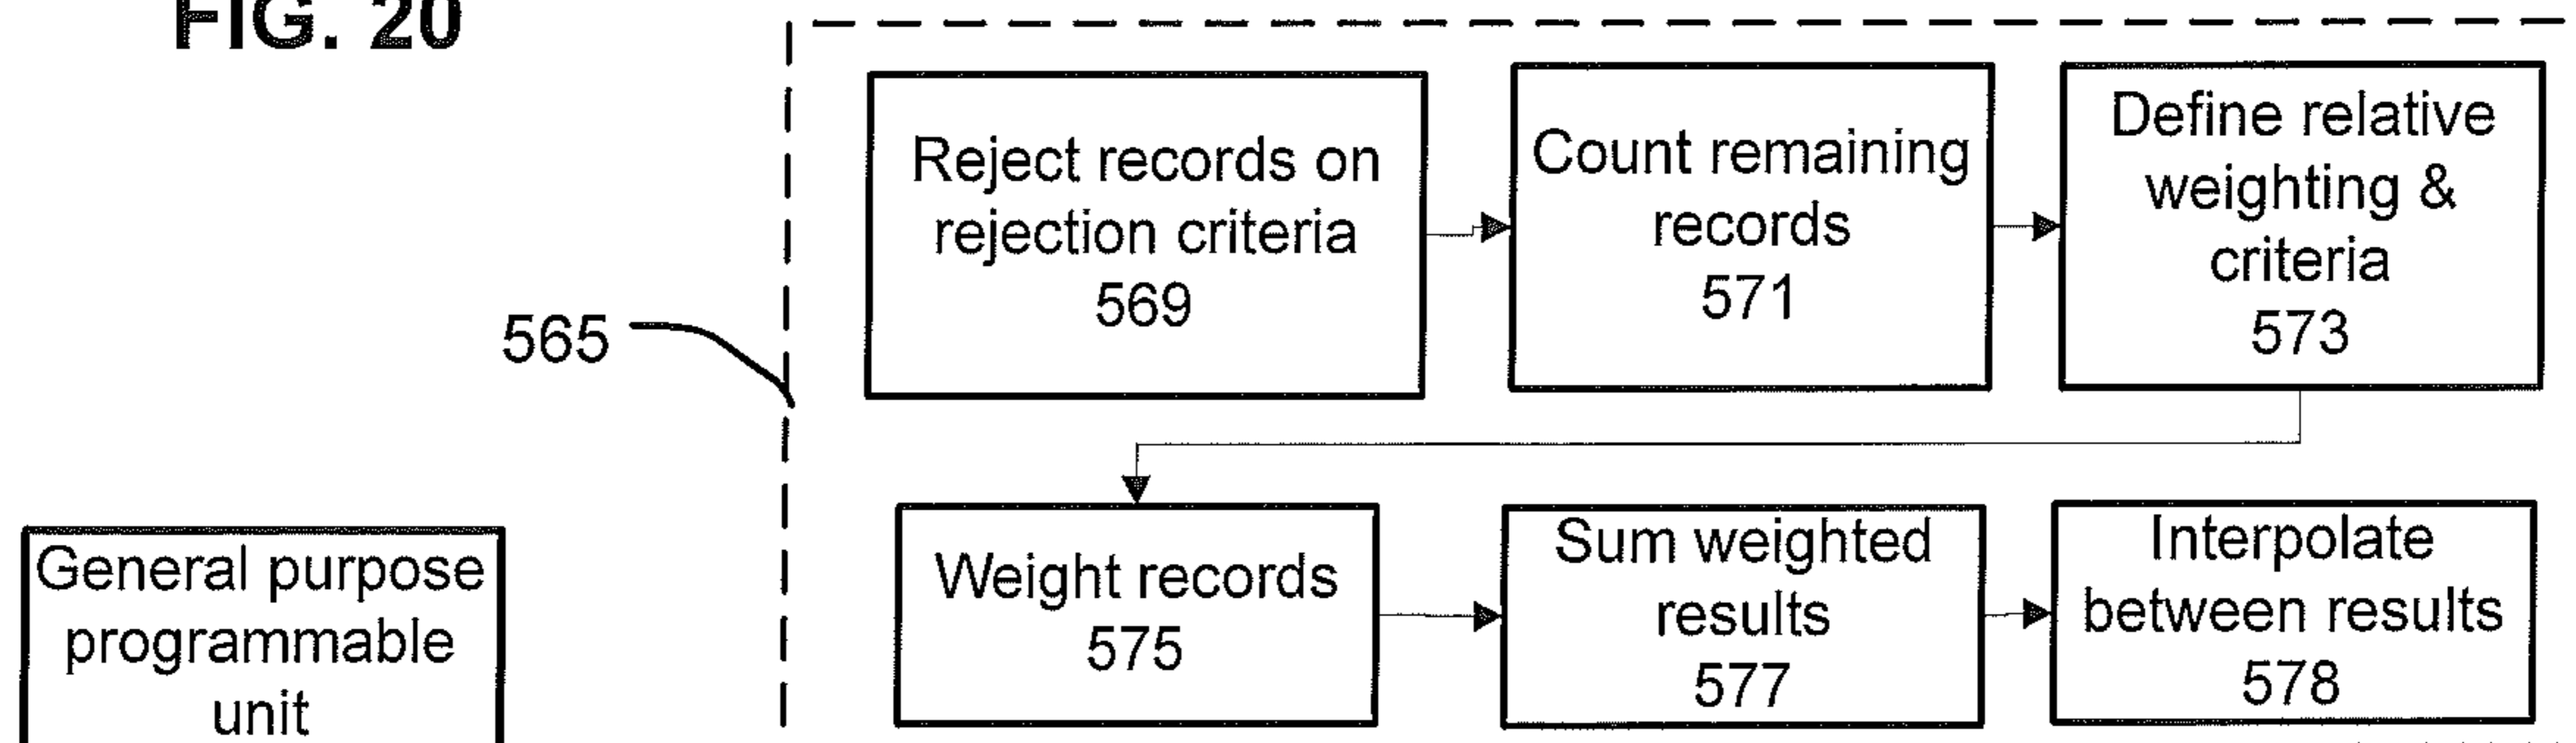 FIG. 20
Reject records on
rejection criteria
569
Count remaining
records
571
Define relative
weighting &
criteria
573
565
Weight records
575
Sum weighted
results
577
Interpolate
between results
578
General purpose
programmable
unit